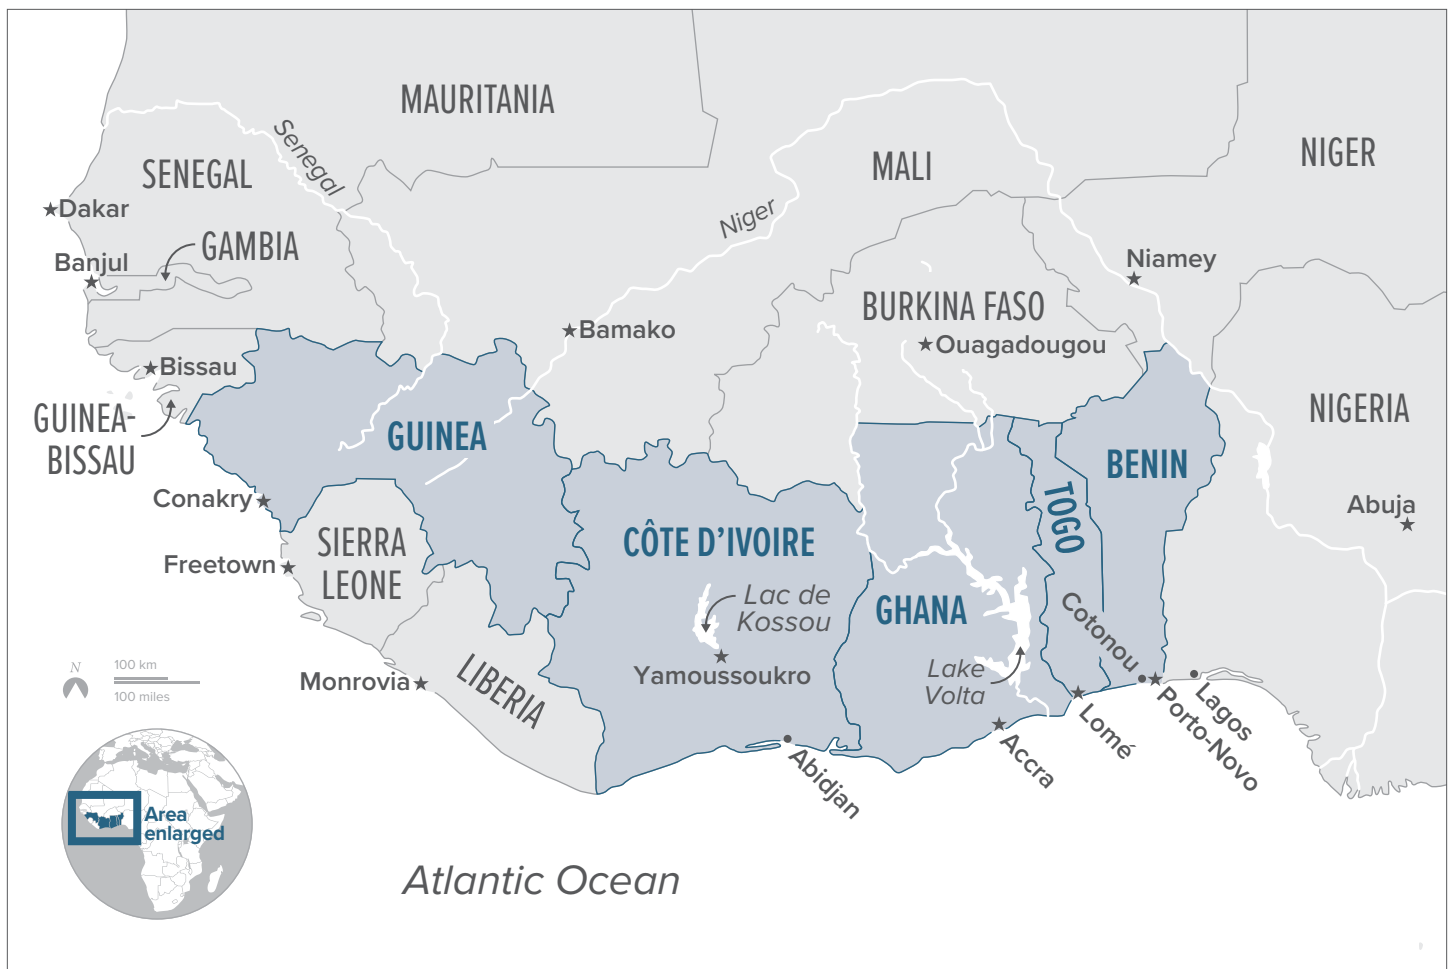 MAURITANIA
Senegal
SENEGAL
MALI
NIGER
Niger
Dakar
GAMBIA
Banjul
Niamey
BURKINA FASO
Bamako
Ouagadougou
Bissau
GUINEA-
BISSAU
GUINEA
NIGERIA
BENIN
Conakry
TOGO
Abuja
SIERRA
LEONE
CÔTE D’IVOIRE
Freetown
Lac de
Kossou
GHANA
Cotonou
Yamoussoukro
Lake
Volta
Monrovia
LIBERIA
N
100 km
100 miles
Lagos
Porto-Novo
Lomé
Accra
Abidjan
Area
enlarged
Atlantic Ocean